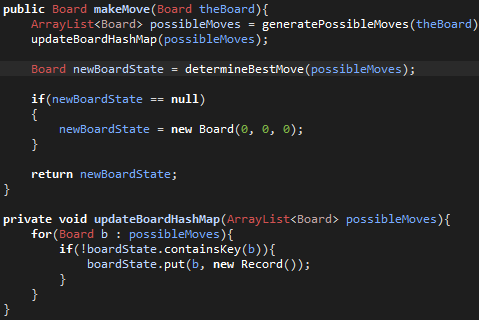 public Board makeMove(Board theBoard){
    ArrayList<Board> possibleMoves = generatePossibleMoves(theBoard)
    updateBoardHashMap(possibleMoves);
    Board newBoardState = determineBestMove(possibleMoves);
    if(newBoardState == null)
    {
        newBoardState = new Board(0, 0, 0);
    }
    return newBoardState;
}
private void updateBoardHashMap(ArrayList<Board> possibleMoves){
    for(Board b : possibleMoves){
        if(!boardState.containsKey(b)){
            boardState.put(b, new Record());
        }
    }
}